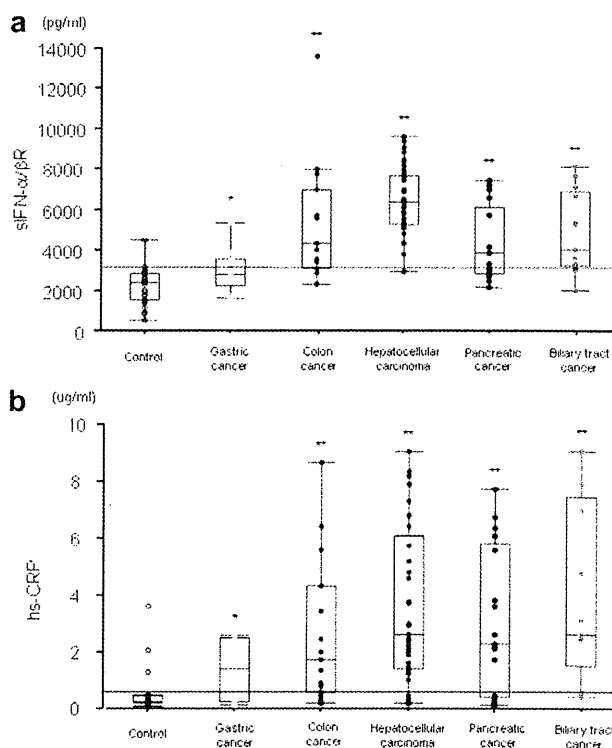 a
(pg/ml)
14000
12000
10000
8000
6000
4000
2000
0
sIFN-α/βR
** ** ** ** *
Control Gastric cancer Colon cancer Hepatocellular carcinoma Pancreatic cancer Biliary tract cancer
b
(ug/ml)
10
8
6
4
2
0
hs-CRP
** ** ** ** *
Control Gastric cancer Colon cancer Hepatocellular carcinoma Pancreatic cancer Biliary tract cancer